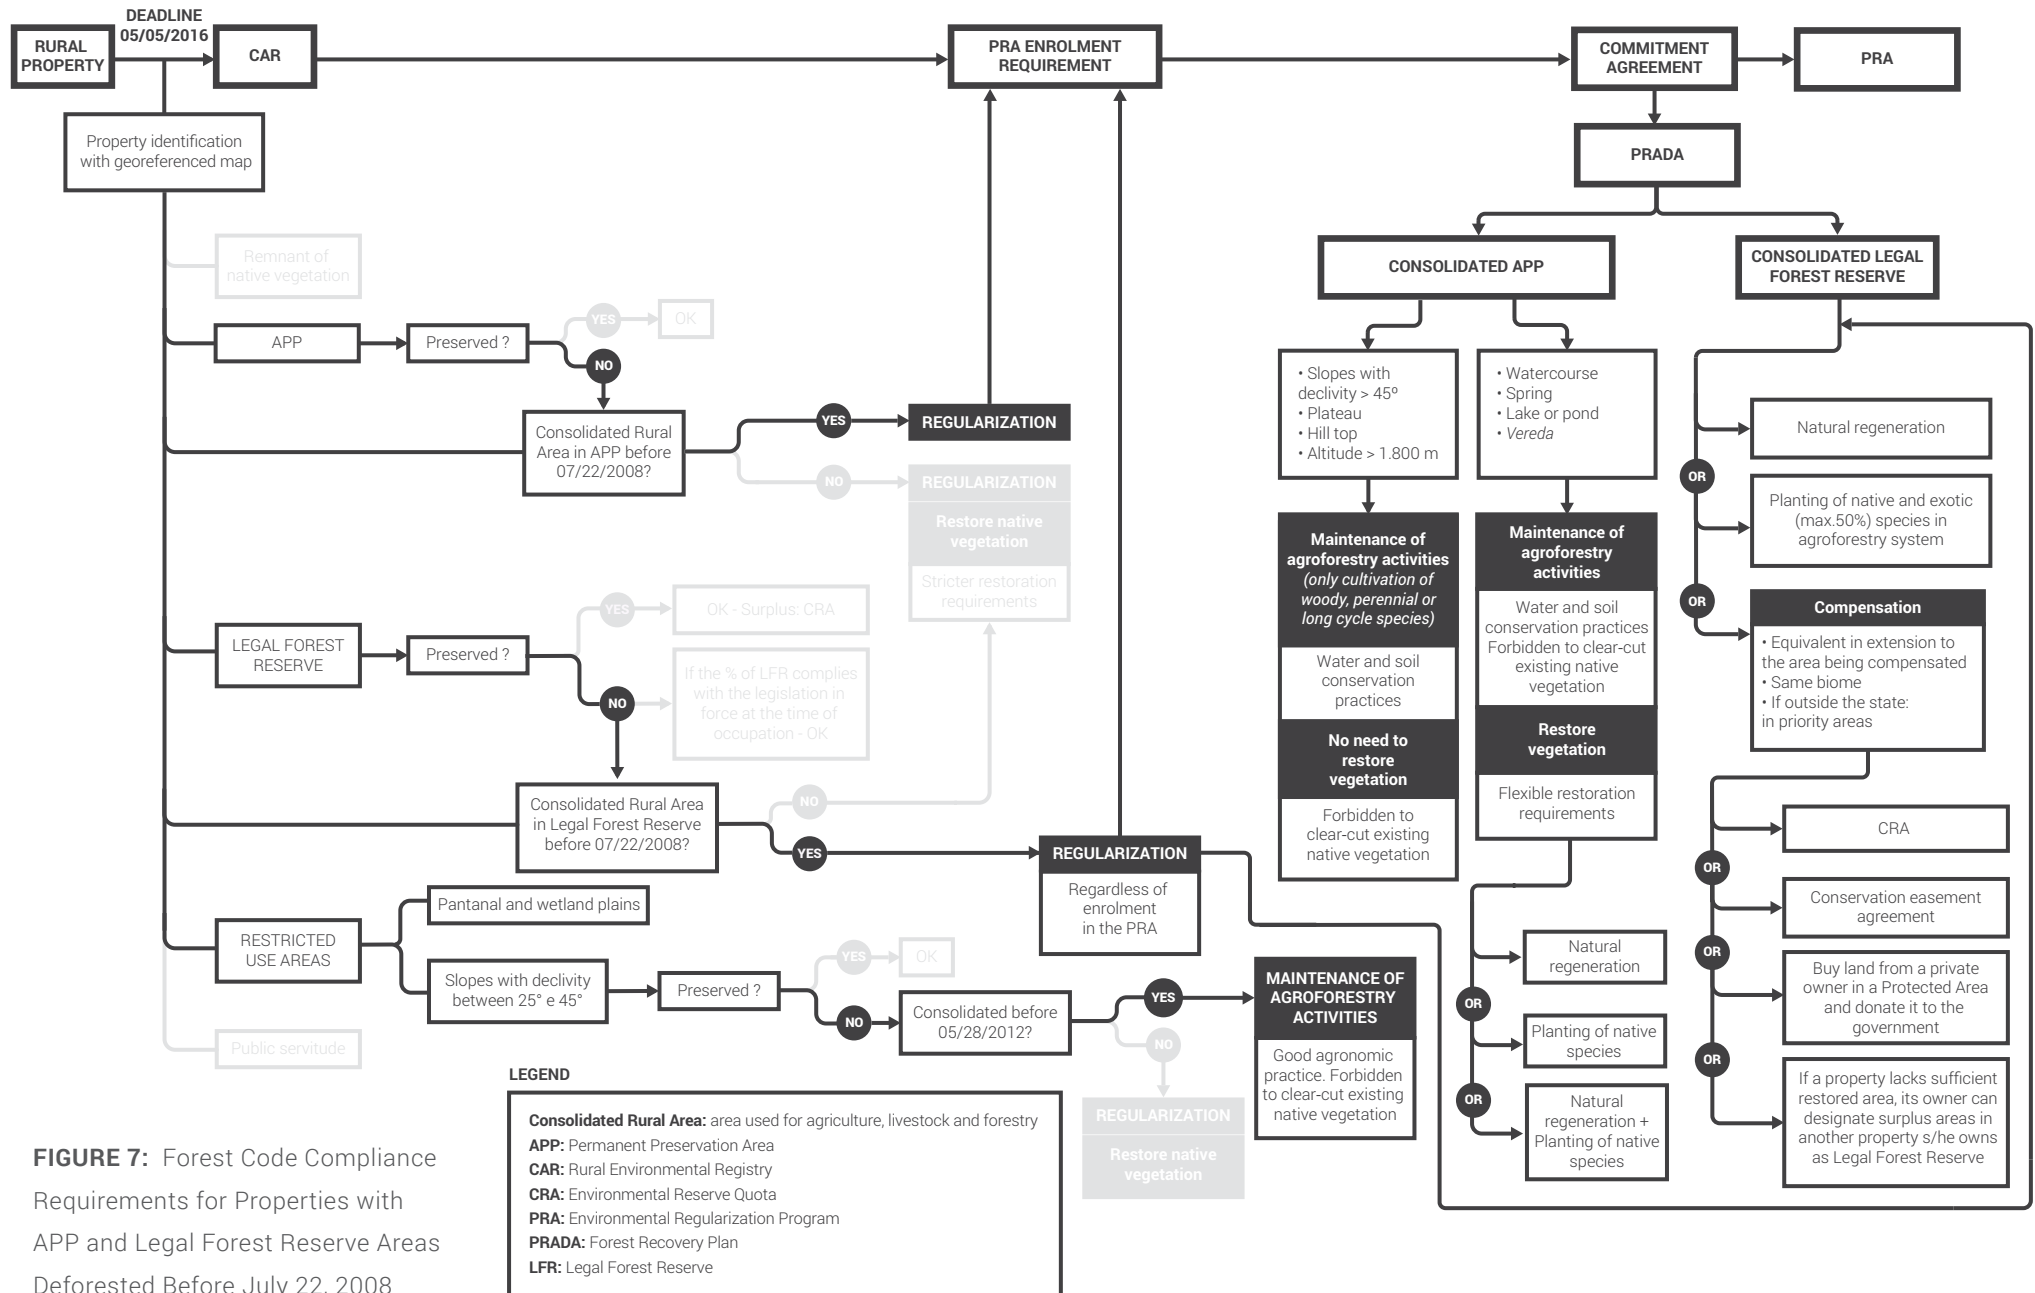 DEADLINE
05/05/2016
RURAL
PROPERTY
CAR
PRA ENROLMENT
REQUIREMENT
COMMITMENT
AGREEMENT
PRA
Property identification
with georeferenced map
PRADA
Remnant of
native vegetation
APP
Preserved ?
YES
OK
NO
Consolidated Rural
Area in APP before
07/22/2008?
YES
REGULARIZATION
NO
REGULARIZATION
Restore native
vegetation
Stricter restoration
requirements
LEGAL FOREST
RESERVE
Preserved ?
YES
OK - Surplus: CRA
NO
If the % of LFR complies
with the legislation in
force at the time of
occupation - OK
Consolidated Rural Area
in Legal Forest Reserve
before 07/22/2008?
NO
YES
REGULARIZATION
Regardless of
enrolment
in the PRA
RESTRICTED
USE AREAS
Pantanal and wetland plains
Slopes with declivity
between 25° e 45°
Preserved ?
YES
OK
NO
Consolidated before
05/28/2012?
YES
MAINTENANCE OF
AGROFORESTRY
ACTIVITIES
Good agronomic
practice. Forbidden
to clear-cut existing
native vegetation
NO
REGULARIZATION
Restore native
vegetation
Public servitude
CONSOLIDATED APP
• Slopes with
declivity > 45º
• Plateau
• Hill top
• Altitude > 1.800 m
Maintenance of
agroforestry activities
(only cultivation of
woody, perennial or
long cycle species)
Water and soil
conservation
practices
No need to
restore
vegetation
Forbidden to
clear-cut existing
native vegetation
• Watercourse
• Spring
• Lake or pond
• Vereda
Maintenance of
agroforestry
activities
Water and soil
conservation practices
Forbidden to clear-cut
existing native
vegetation
Restore
vegetation
Flexible restoration
requirements
Natural
regeneration
OR
Planting of native
species
OR
Natural
regeneration +
Planting of native
species
CONSOLIDATED LEGAL
FOREST RESERVE
Natural regeneration
OR
Planting of native and exotic
(max.50%) species in
agroforestry system
OR
Compensation
• Equivalent in extension to
the area being compensated
• Same biome
• If outside the state:
in priority areas
CRA
OR
Conservation easement
agreement
OR
Buy land from a private
owner in a Protected Area
and donate it to the
government
OR
If a property lacks sufficient
restored area, its owner can
designate surplus areas in
another property s/he owns
as Legal Forest Reserve
LEGEND
Consolidated Rural Area: area used for agriculture, livestock and forestry
APP: Permanent Preservation Area
CAR: Rural Environmental Registry
CRA: Environmental Reserve Quota
PRA: Environmental Regularization Program
PRADA: Forest Recovery Plan
LFR: Legal Forest Reserve
FIGURE 7: Forest Code Compliance
Requirements for Properties with
APP and Legal Forest Reserve Areas
Deforested Before July 22, 2008